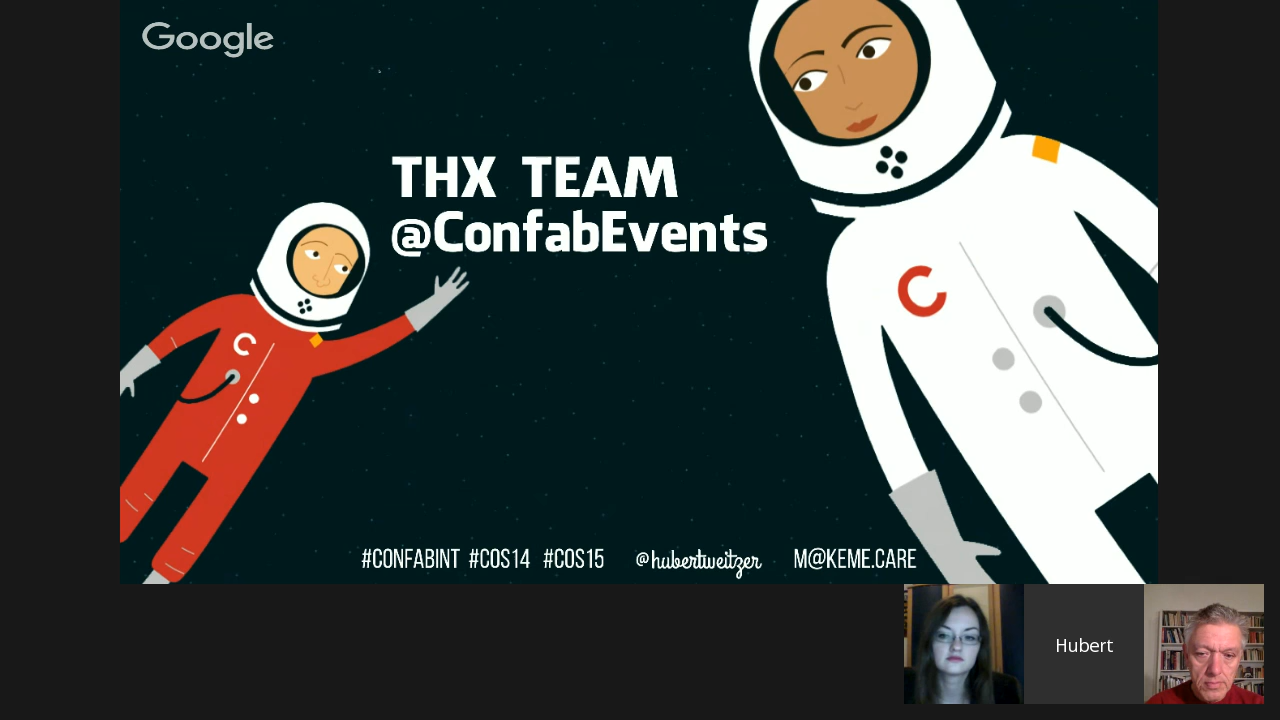 Google
THX TEAM
@ConfabEvents
C
C
#CONFABINT #COS14 #COS15 @hubertweitzer M@KEME.CARE
Hubert